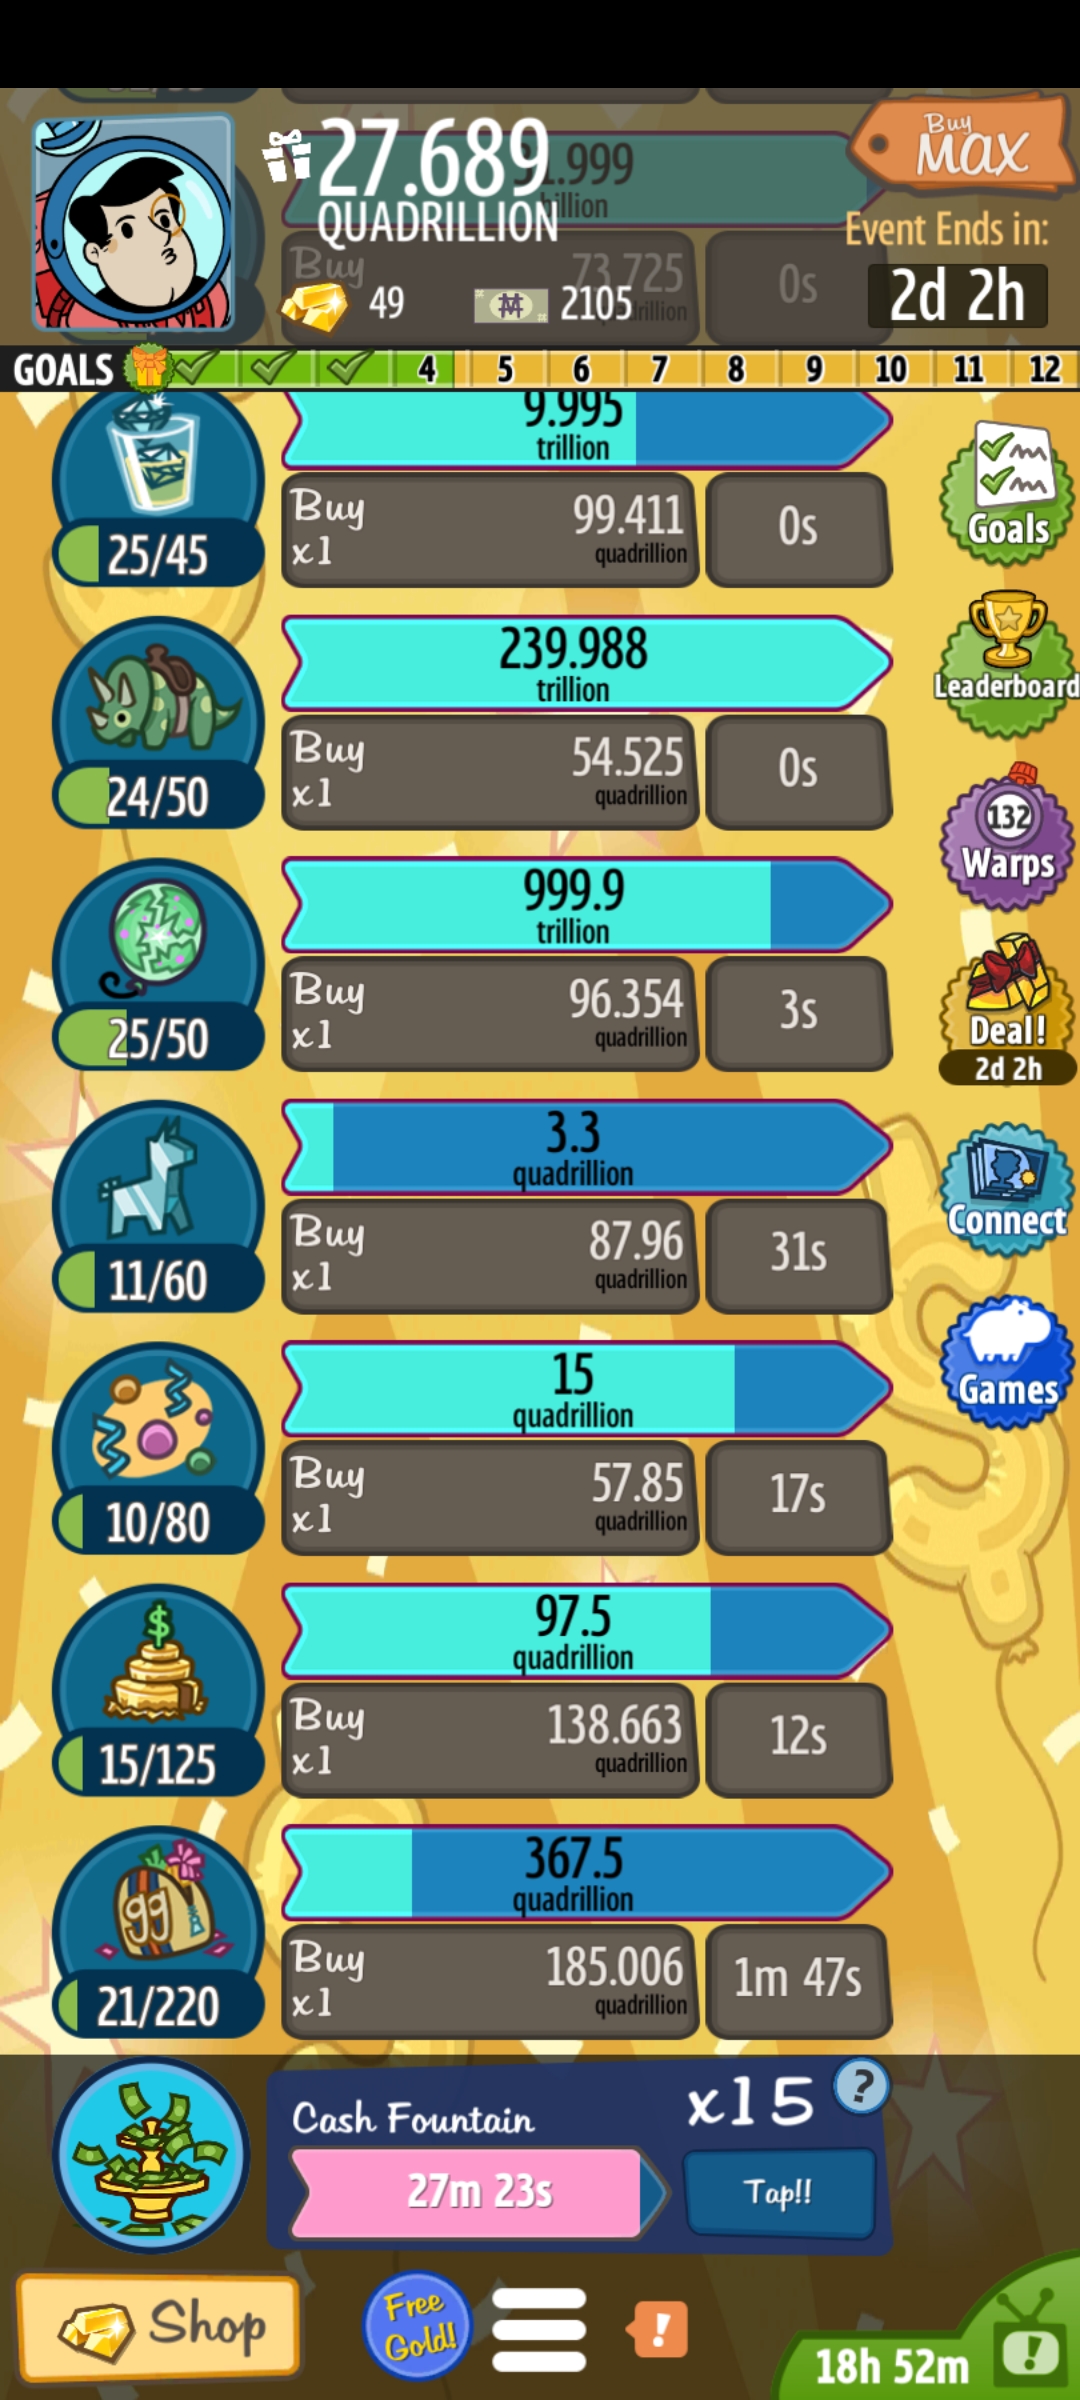 27.689
QUADRILLION
Buy
MAX
Event Ends in:
2d 2h
49
2105
Buy
73.725
0s
GOALS
4
5
6
7
8
9
10
11
12
9.995
trillion
25/45
Buy
x1
99.411
quadrillion
0s
Goals
239.988
trillion
24/50
Buy
x1
54.525
quadrillion
0s
Leaderboard
999.9
trillion
25/50
Buy
x1
96.354
quadrillion
3s
132
Warps
Deal!
2d 2h
3.3
quadrillion
11/60
Buy
x1
87.96
quadrillion
31s
Connect
15
quadrillion
10/80
Buy
x1
57.85
quadrillion
17s
Games
$
97.5
quadrillion
15/125
Buy
x1
138.663
quadrillion
12s
99
367.5
quadrillion
21/220
Buy
x1
185.006
quadrillion
1m 47s
Cash Fountain
x15
?
27m 23s
Tap!!
Shop
Free
Gold!
!
18h 52m
!